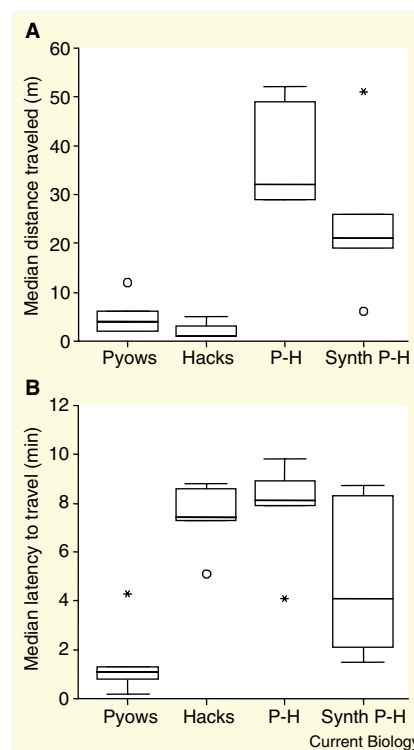 A
Median distance traveled (m)
60
50
40
30
20
10
0
Pyows Hacks P-H Synth P-H
B
Median latency to travel (min)
12
10
8
6
4
2
0
Pyows Hacks P-H Synth P-H
Current Biology